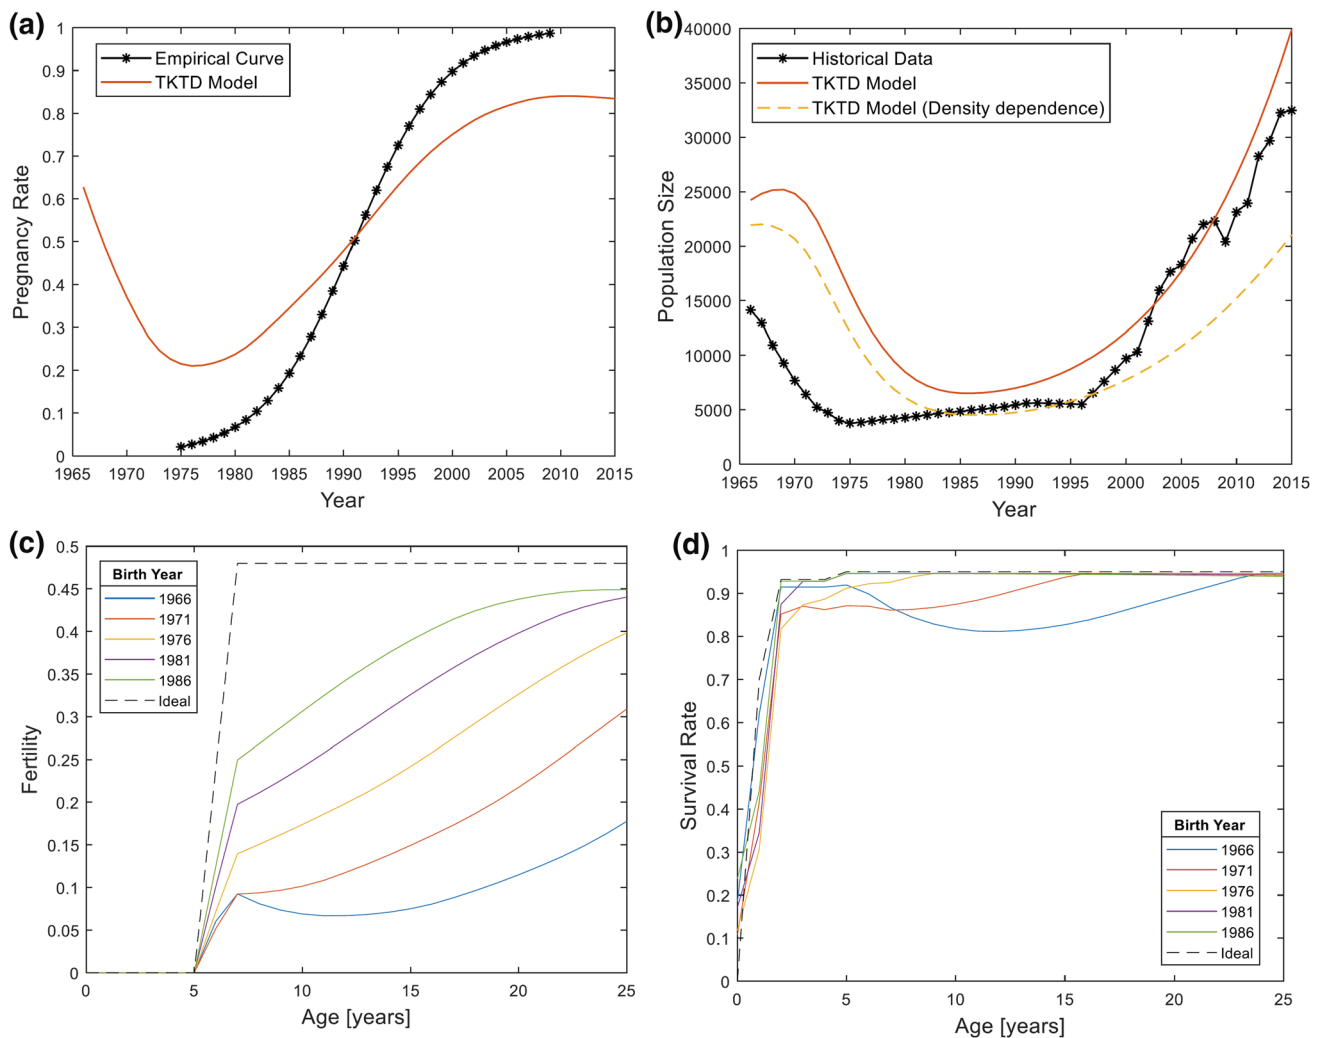 (a)
1
0.9
0.8
0.7
0.6
0.5
0.4
0.3
0.2
0.1
0
Pregnancy Rate
Empirical Curve
TKTD Model
1965 1970 1975 1980 1985 1990 1995 2000 2005 2010 2015
Year
(b)
40000
35000
30000
25000
20000
15000
10000
5000
0
Population Size
Historical Data
TKTD Model
TKTD Model (Density dependence)
1965 1970 1975 1980 1985 1990 1995 2000 2005 2010 2015
Year
(c)
0.5
0.45
0.4
0.35
0.3
0.25
0.2
0.15
0.1
0.05
0
Fertility
Birth Year
1966
1971
1976
1981
1986
Ideal
0 5 10 15 20 25
Age [years]
(d)
1
0.9
0.8
0.7
0.6
0.5
0.4
0.3
0.2
0.1
0
Survival Rate
Birth Year
1966
1971
1976
1981
1986
Ideal
0 5 10 15 20 25
Age [years]